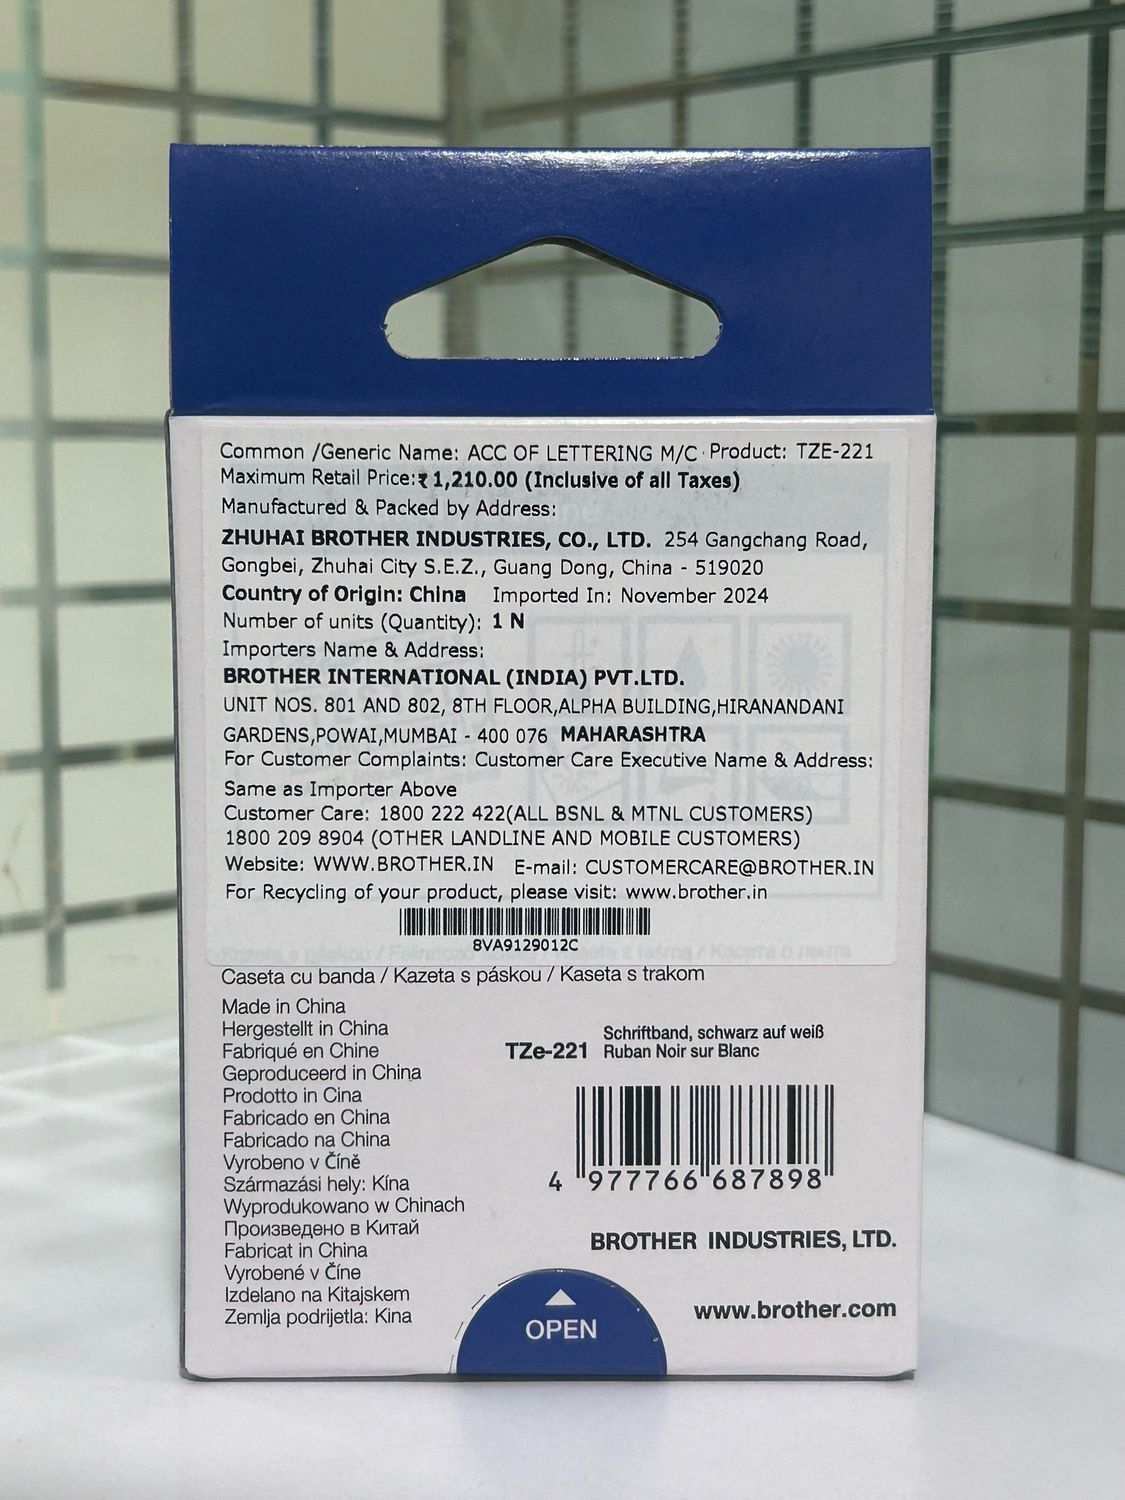 Common /Generic Name: ACC OF LETTERING M/C Product: TZE-221
Maximum Retail Price:₹ 1,210.00 (Inclusive of all Taxes)
Manufactured & Packed by Address:
ZHUHAI BROTHER INDUSTRIES, CO., LTD. 254 Gangchang Road,
Gongbei, Zhuhai City S.E.Z., Guang Dong, China - 519020
Country of Origin: China Imported In: November 2024
Number of units (Quantity): 1 N
Importers Name & Address:
BROTHER INTERNATIONAL (INDIA) PVT.LTD.
UNIT NOS. 801 AND 802, 8TH FLOOR,ALPHA BUILDING,HIRANANDANI
GARDENS,POWAI,MUMBAI - 400 076 MAHARASHTRA
For Customer Complaints: Customer Care Executive Name & Address:
Same as Importer Above
Customer Care: 1800 222 422(ALL BSNL & MTNL CUSTOMERS)
1800 209 8904 (OTHER LANDLINE AND MOBILE CUSTOMERS)
Website: WWW.BROTHER.IN E-mail: CUSTOMERCARE@BROTHER.IN
For Recycling of your product, please visit: www.brother.in
8VA9129012C
Caseta cu banda / Kazeta s páskou / Kaseta s trakom
Made in China
Hergestellt in China
Fabriqué en Chine
Geproduceerd in China
Prodotto in Cina
Fabricado en China
Fabricado na China
Vyrobeno v Číně
Származási hely: Kína
Wyprodukowano w Chinach
Произведено в Китай
Fabricat in China
Vyrobené v Číne
Izdelano na Kitajskem
Zemlja podrijetla: Kina
TZe-221 Schriftband, schwarz auf weiß
Ruban Noir sur Blanc
4 977766 687898
BROTHER INDUSTRIES, LTD.
www.brother.com
OPEN